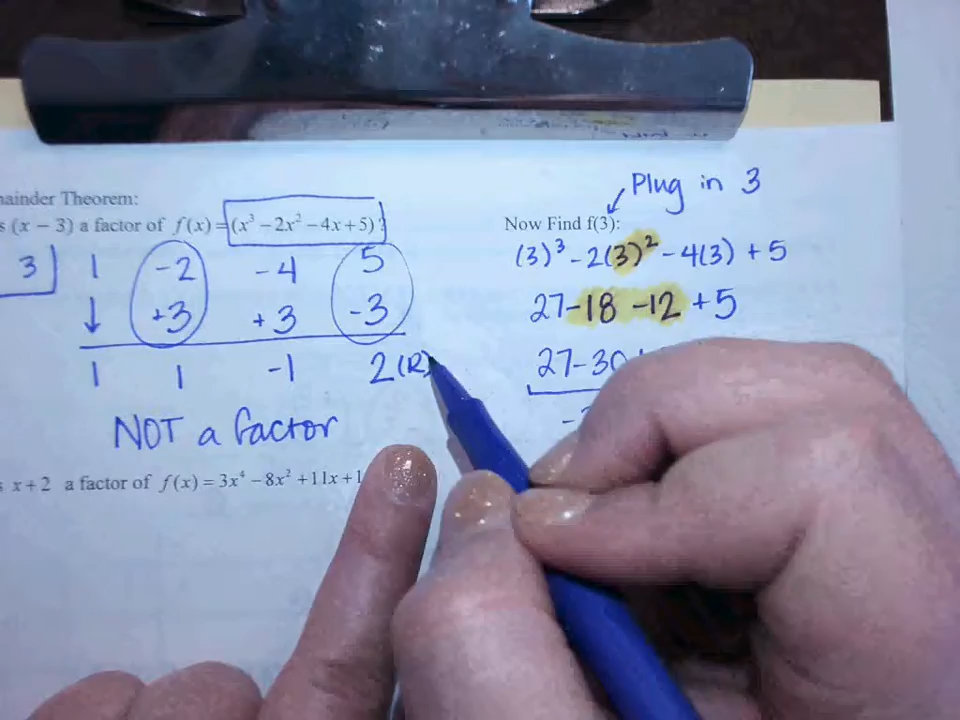 Theorem:
(x − 3) a factor of f(x) = (x³ − 2x² − 4x + 5)?
3 1 -2 -4 5
↓ +3 +3 -3
1 1 -1 2 (R)
NOT a factor
x + 2 a factor of f(x) = 3x⁴ − 8x² + 11x + 1
Plug in 3
Now Find f(3):
(3)³ - 2(3)² - 4(3) + 5
27 - 18 - 12 + 5
27 - 30